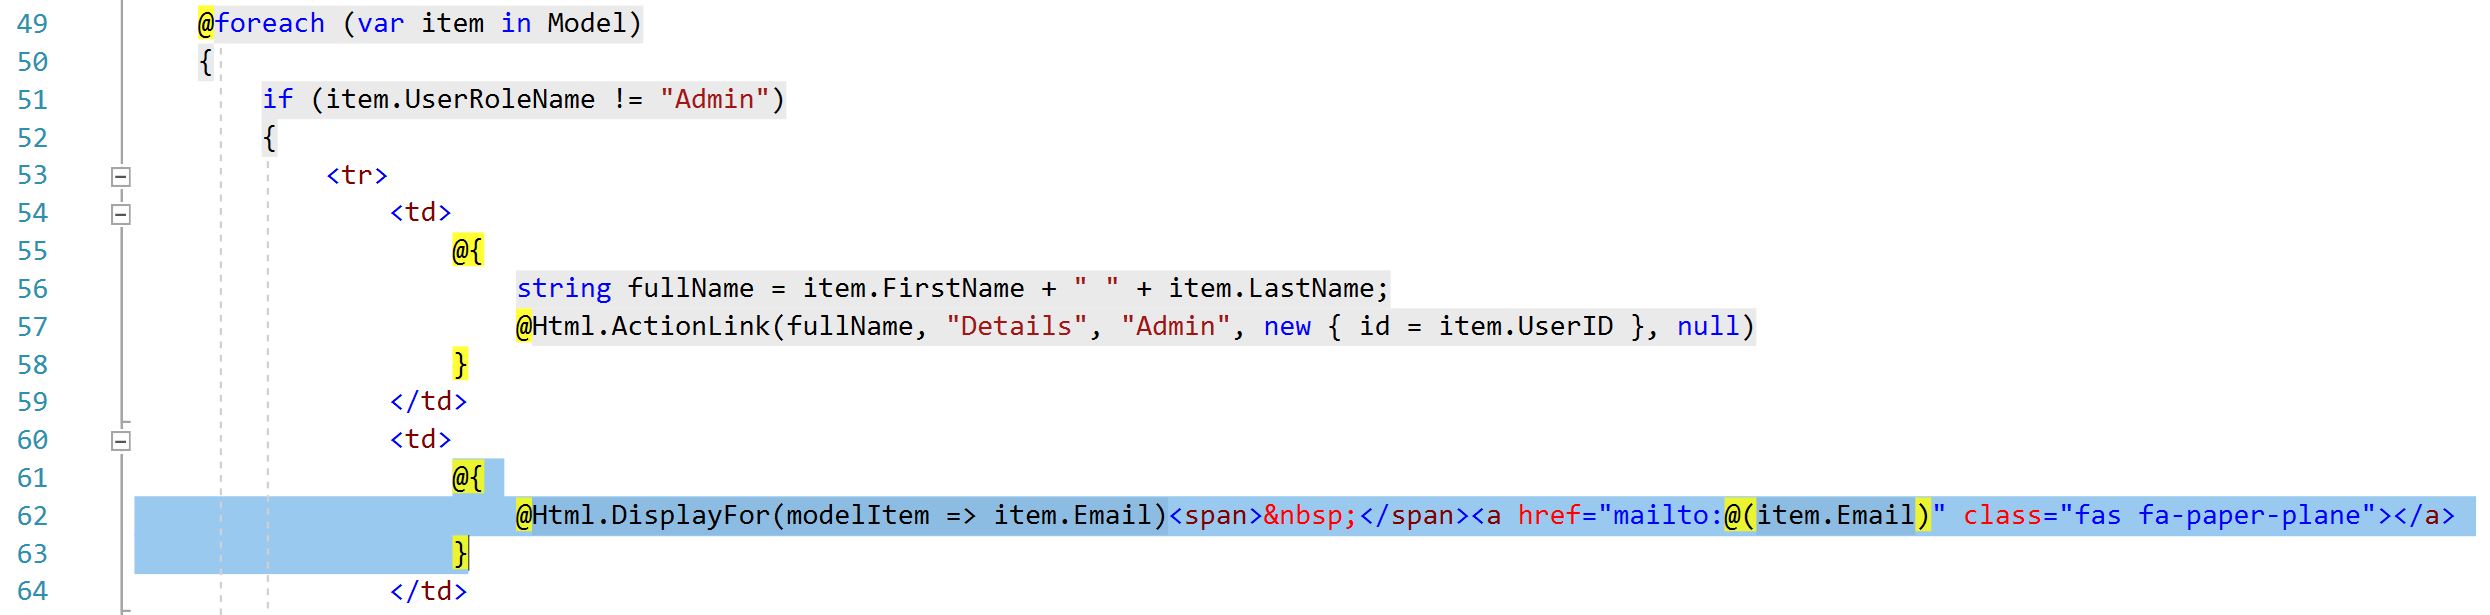 49 @foreach (var item in Model)
50 {
51 if (item.UserRoleName != "Admin")
52 {
53 <tr>
54 <td>
55 @{
56 string fullName = item.FirstName + " " + item.LastName;
57 @Html.ActionLink(fullName, "Details", "Admin", new { id = item.UserID }, null)
58 }
59 </td>
60 <td>
61 @{
62 @Html.DisplayFor(modelItem => item.Email)<span>&nbsp;</span><a href="mailto:@(item.Email)" class="fas fa-paper-plane"></a>
63 }
64 </td>